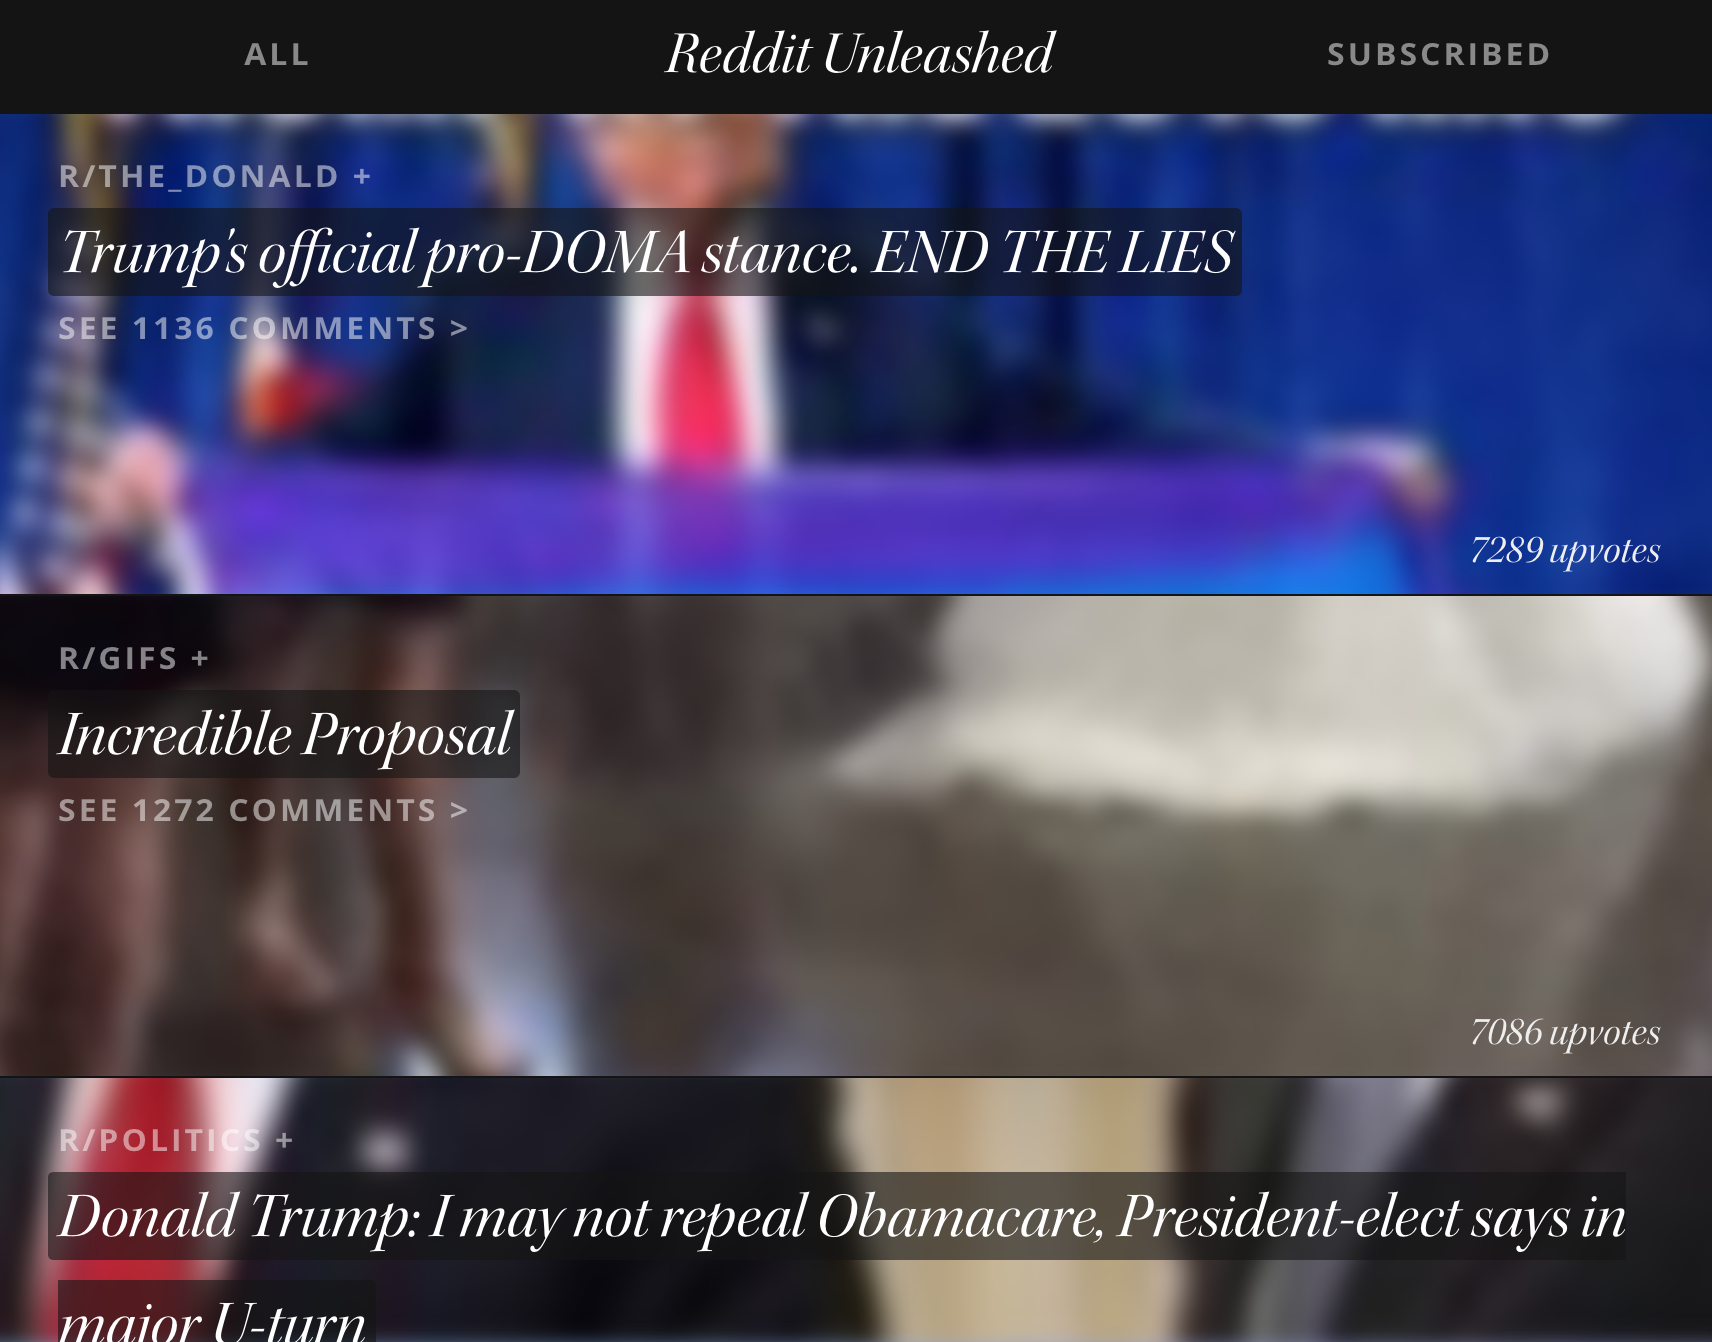 ALL Reddit Unleashed SUBSCRIBED
R/THE_DONALD +
Trump's official pro-DOMA stance. END THE LIES
SEE 1136 COMMENTS >
7289 upvotes
R/GIFS +
Incredible Proposal
SEE 1272 COMMENTS >
7086 upvotes
R/POLITICS +
Donald Trump: I may not repeal Obamacare, President-elect says in
major U-turn